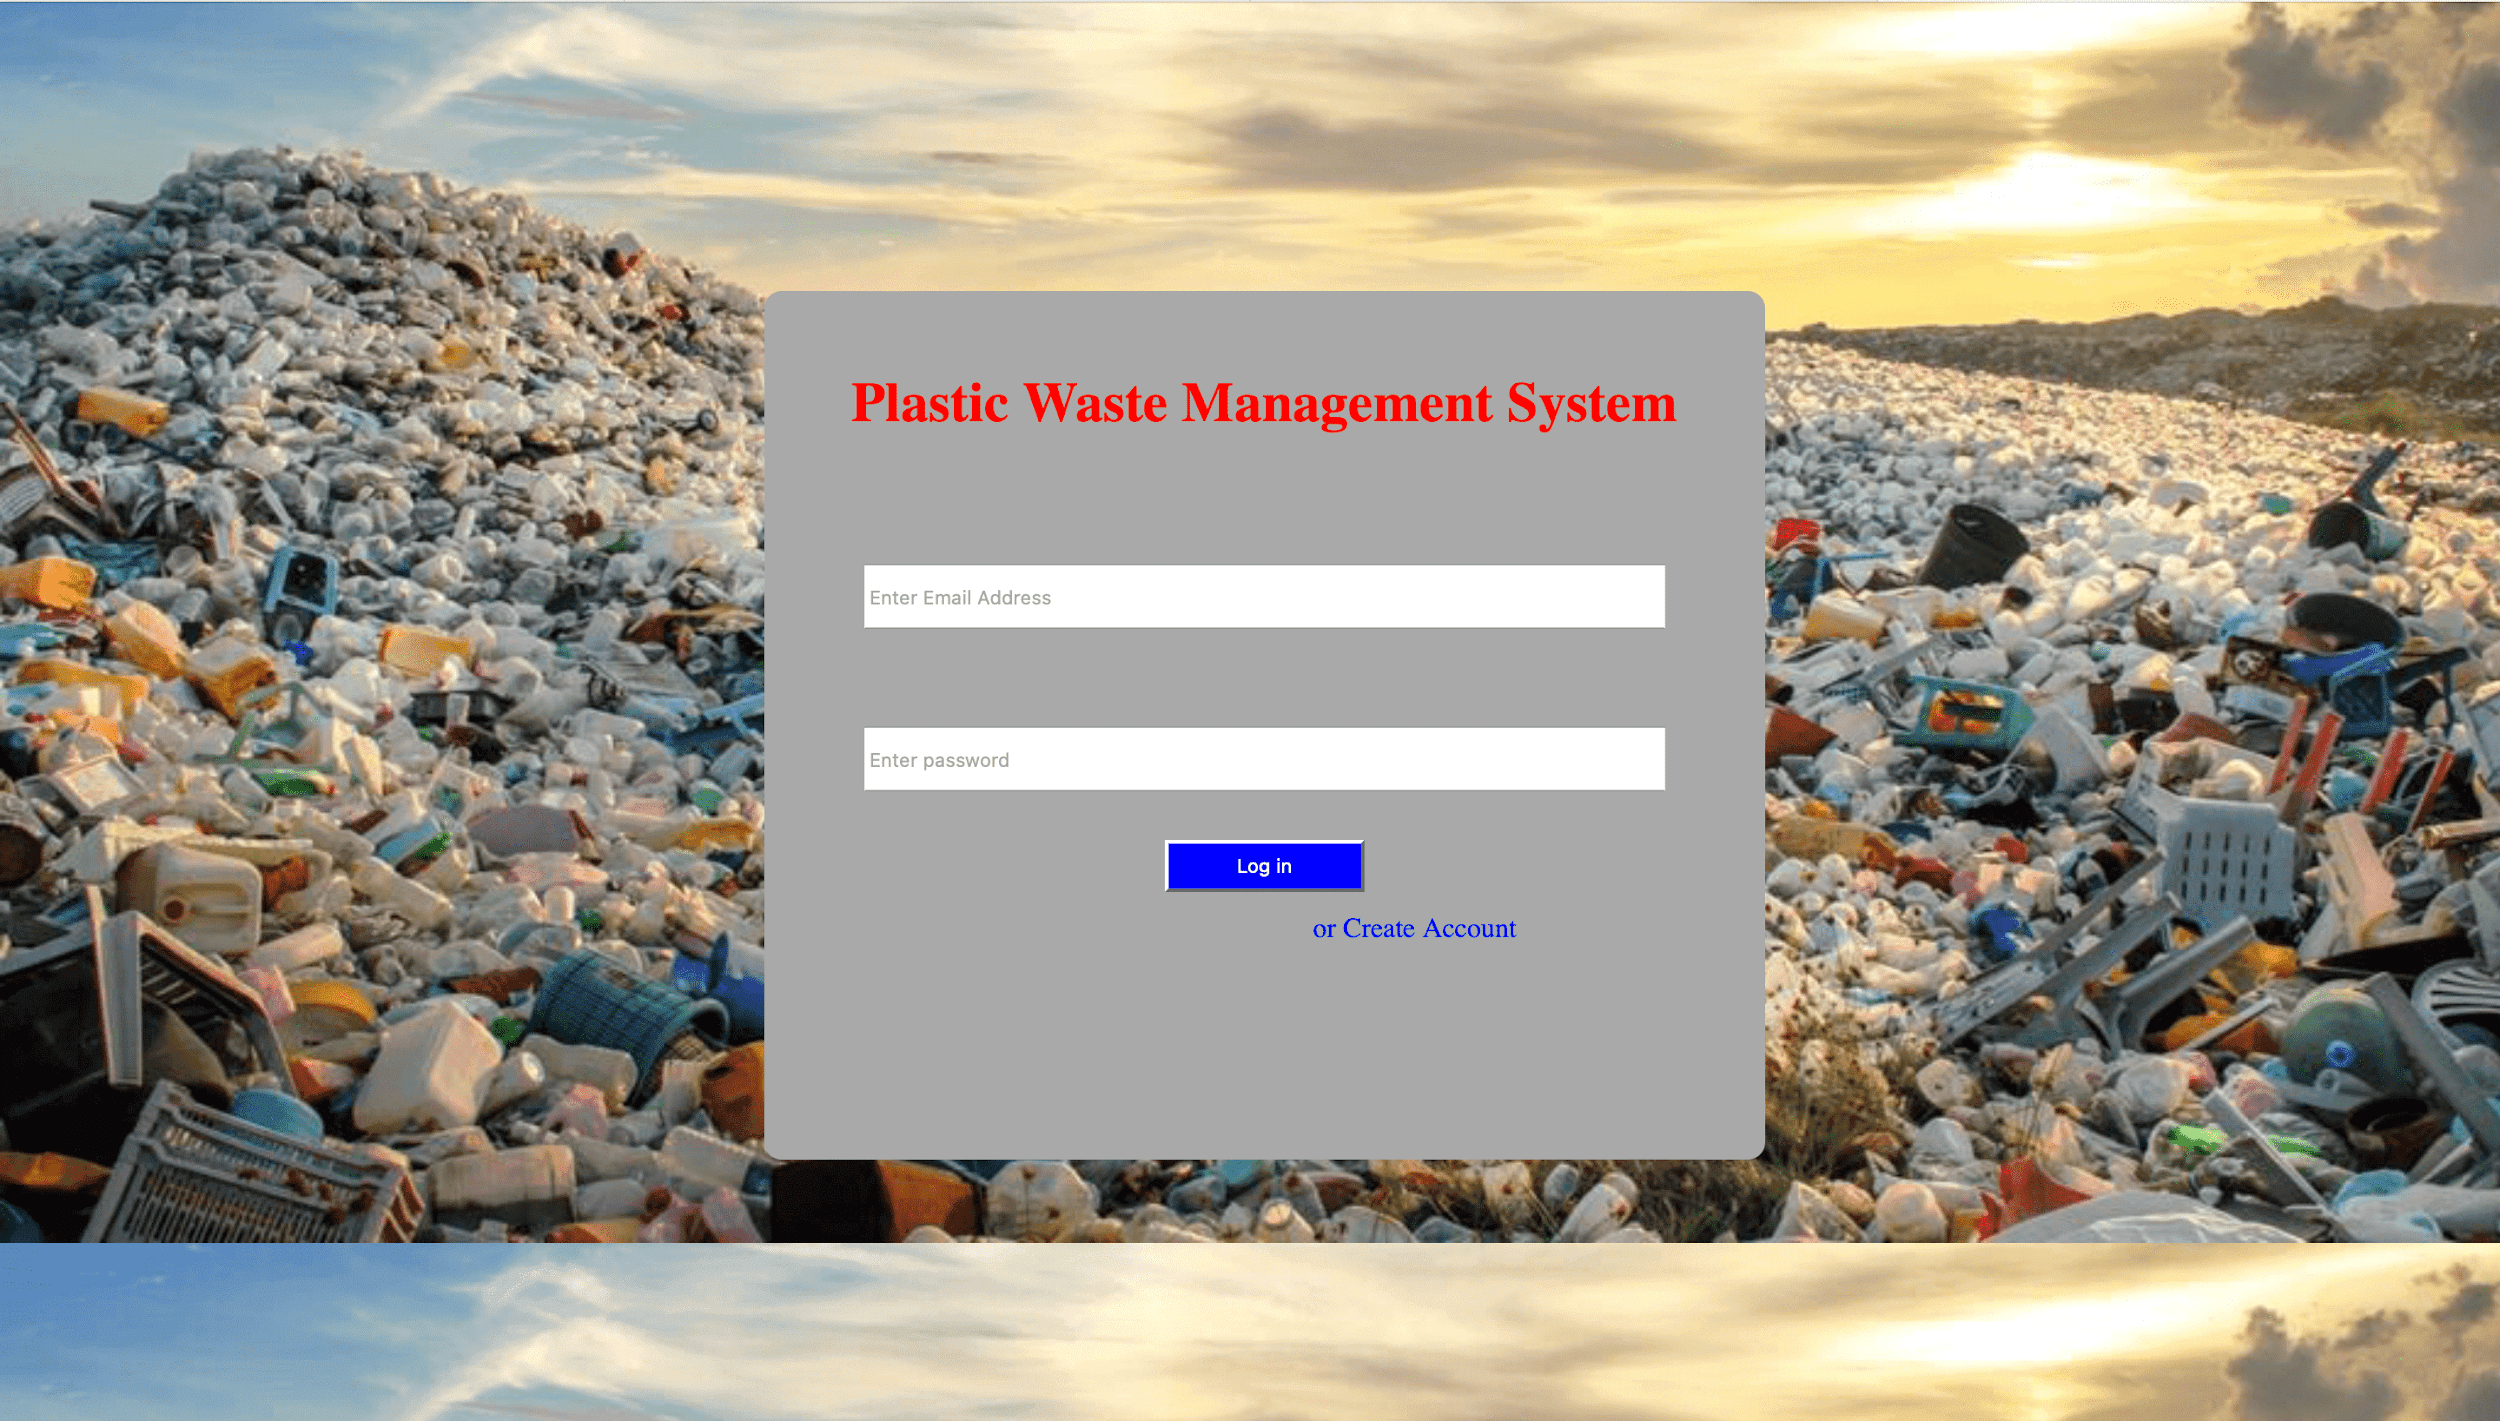 Plastic Waste Management System
Enter Email Address
Enter password
Log in
or Create Account